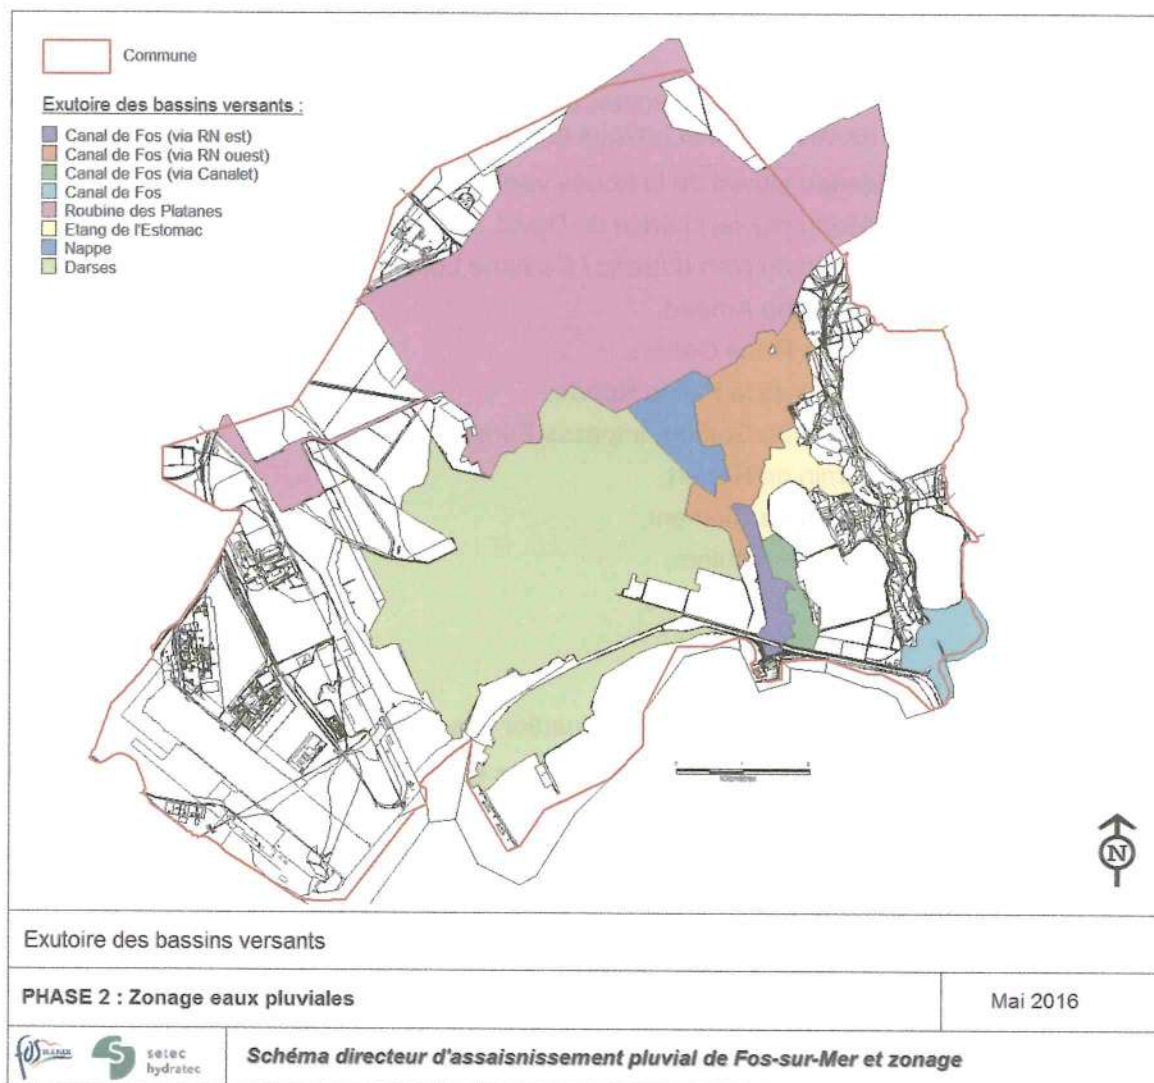 Commune
Exutoire des bassins versants :
Canal de Fos (via RN est)
Canal de Fos (via RN ouest)
Canal de Fos (via Canalet)
Canal de Fos
Roubine des Platanes
Etang de l'Estomac
Nappe
Darses
N
Exutoire des bassins versants
PHASE 2 : Zonage eaux pluviales
Mai 2016
fos
setec
hydratec
Schéma directeur d'assaisnissement pluvial de Fos-sur-Mer et zonage